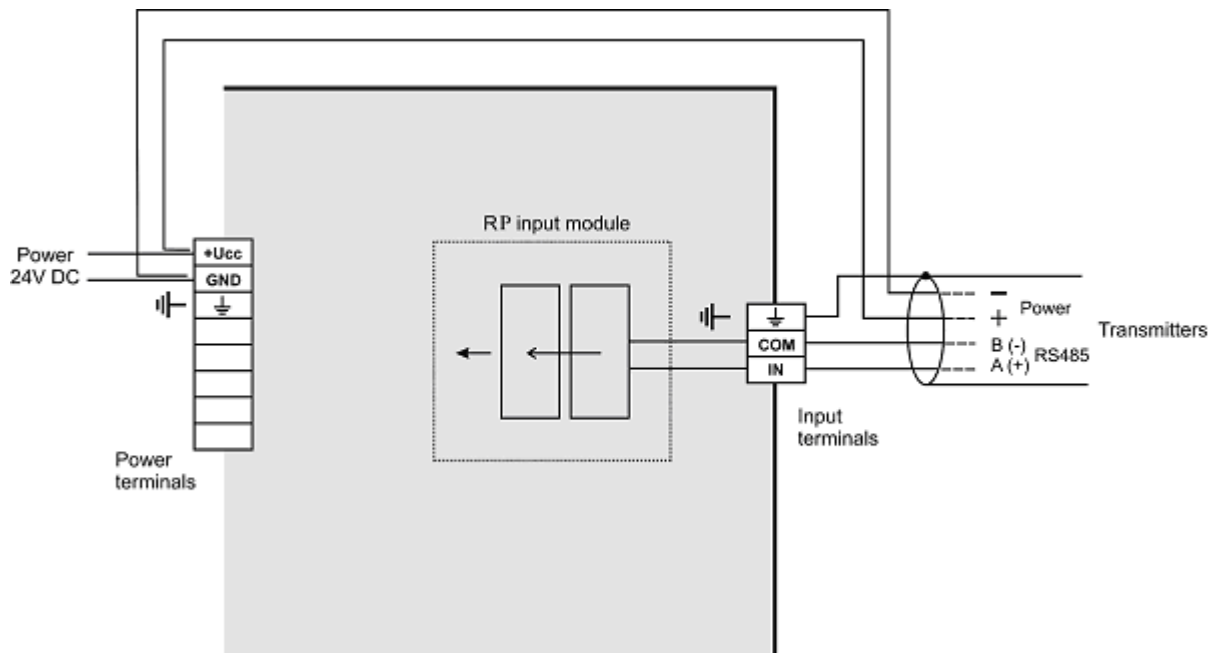 RP input module
Power
24V DC
+Ucc
GND
Power
terminals
COM
IN
Input
terminals
−
+
Power
B (-)
A (+)
RS485
Transmitters